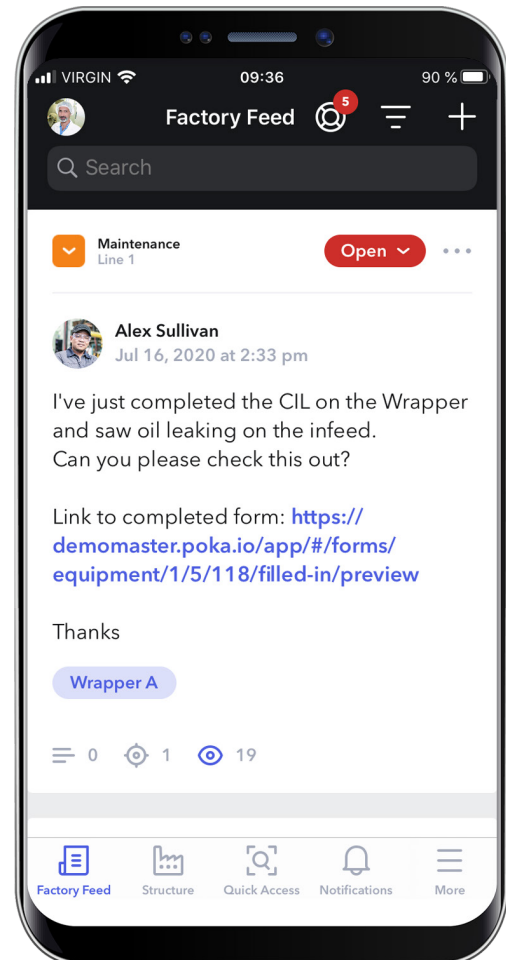 VIRGIN 09:36 90 %
Factory Feed 5
Search
Maintenance
Line 1
Open
Alex Sullivan
Jul 16, 2020 at 2:33 pm
I've just completed the CIL on the Wrapper
and saw oil leaking on the infeed.
Can you please check this out?
Link to completed form: https://
demomaster.poka.io/app/#/forms/
equipment/1/5/118/filled-in/preview
Thanks
Wrapper A
0 1 19
Factory Feed Structure Quick Access Notifications More